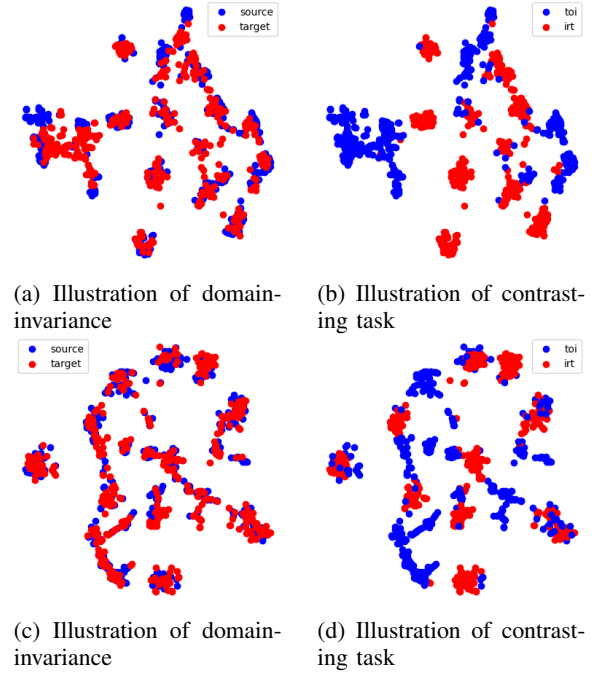 source
target
toi
irt
(a) Illustration of domain-
invariance
(b) Illustration of contrast-
ing task
source
target
toi
irt
(c) Illustration of domain-
invariance
(d) Illustration of contrast-
ing task